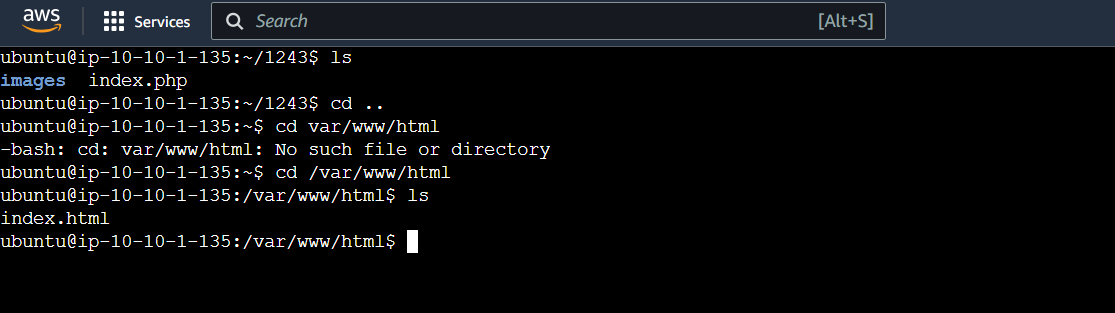 aws Services Search [Alt+S]
ubuntu@ip-10-10-1-135:~/1243$ ls
images  index.php
ubuntu@ip-10-10-1-135:~/1243$ cd ..
ubuntu@ip-10-10-1-135:~$ cd var/www/html
-bash: cd: var/www/html: No such file or directory
ubuntu@ip-10-10-1-135:~$ cd /var/www/html
ubuntu@ip-10-10-1-135:/var/www/html$ ls
index.html
ubuntu@ip-10-10-1-135:/var/www/html$